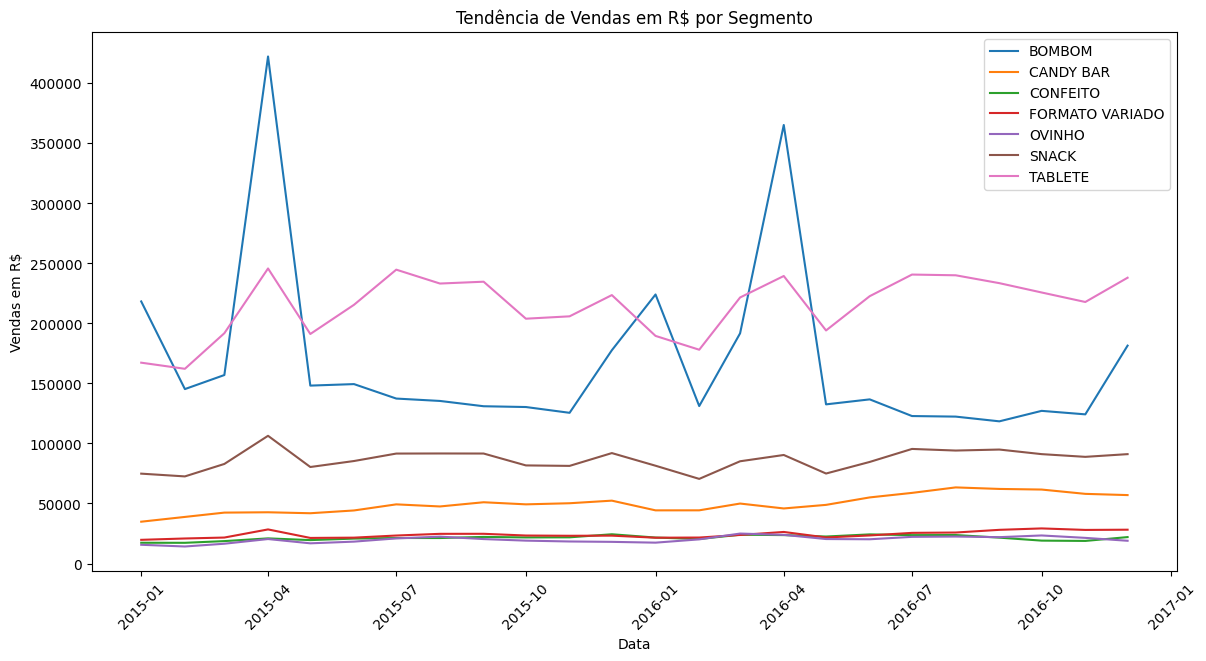 Tendência de Vendas em R$ por Segmento
BOMBOM
CANDY BAR
CONFEITO
FORMATO VARIADO
OVINHO
SNACK
TABLETE
Vendas em R$
400000
350000
300000
250000
200000
150000
100000
50000
0
2015-01
2015-04
2015-07
2015-10
2016-01
2016-04
2016-07
2016-10
2017-01
Data